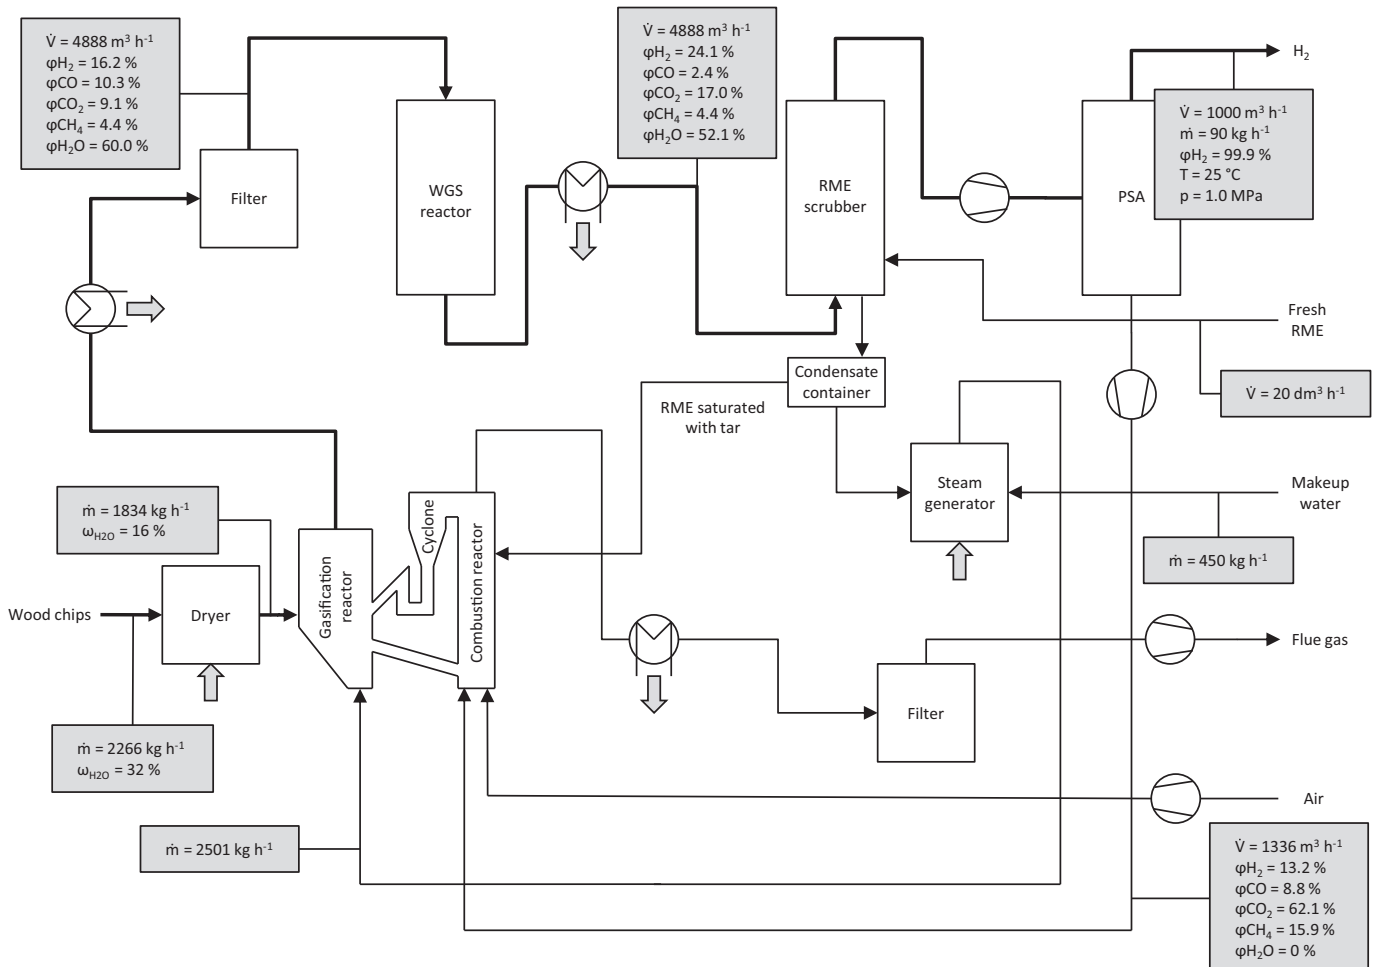 V̇ = 4888 m³ h⁻¹
φH₂ = 16.2 %
φCO = 10.3 %
φCO₂ = 9.1 %
φCH₄ = 4.4 %
φH₂O = 60.0 %
V̇ = 4888 m³ h⁻¹
φH₂ = 24.1 %
φCO = 2.4 %
φCO₂ = 17.0 %
φCH₄ = 4.4 %
φH₂O = 52.1 %
H₂
V̇ = 1000 m³ h⁻¹
ṁ = 90 kg h⁻¹
φH₂ = 99.9 %
T = 25 °C
p = 1.0 MPa
Filter
WGS
reactor
RME
scrubber
PSA
Fresh
RME
V̇ = 20 dm³ h⁻¹
Condensate
container
RME saturated
with tar
Steam
generator
Makeup
water
ṁ = 450 kg h⁻¹
ṁ = 1834 kg h⁻¹
ω_H2O = 16 %
Wood chips
Dryer
Gasification
reactor
Cyclone
Combustion reactor
ṁ = 2266 kg h⁻¹
ω_H2O = 32 %
Filter
Flue gas
Air
ṁ = 2501 kg h⁻¹
V̇ = 1336 m³ h⁻¹
φH₂ = 13.2 %
φCO = 8.8 %
φCO₂ = 62.1 %
φCH₄ = 15.9 %
φH₂O = 0 %